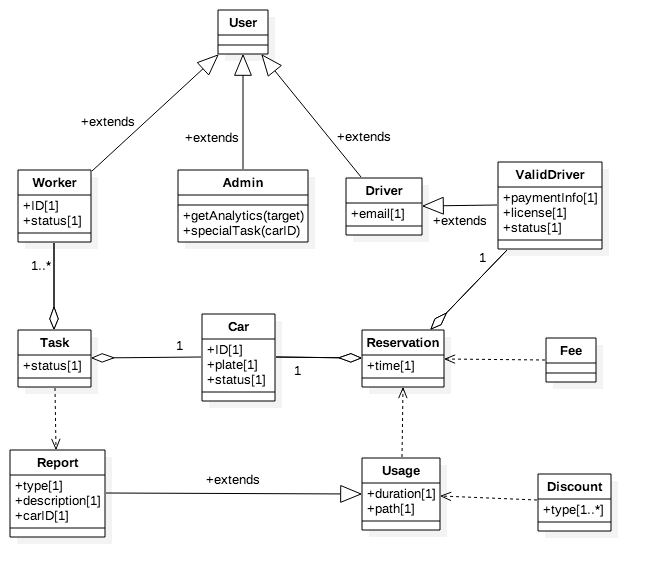 User
+extends
+extends
+extends
Worker
+ID[1]
+status[1]
Admin
+getAnalytics(target)
+specialTask(carID)
Driver
+email[1]
ValidDriver
+paymentInfo[1]
+license[1]
+status[1]
+extends
1..*
1
Task
+status[1]
1
Car
+ID[1]
+plate[1]
+status[1]
1
Reservation
+time[1]
Fee
Report
+type[1]
+description[1]
+carID[1]
+extends
Usage
+duration[1]
+path[1]
Discount
+type[1..*]